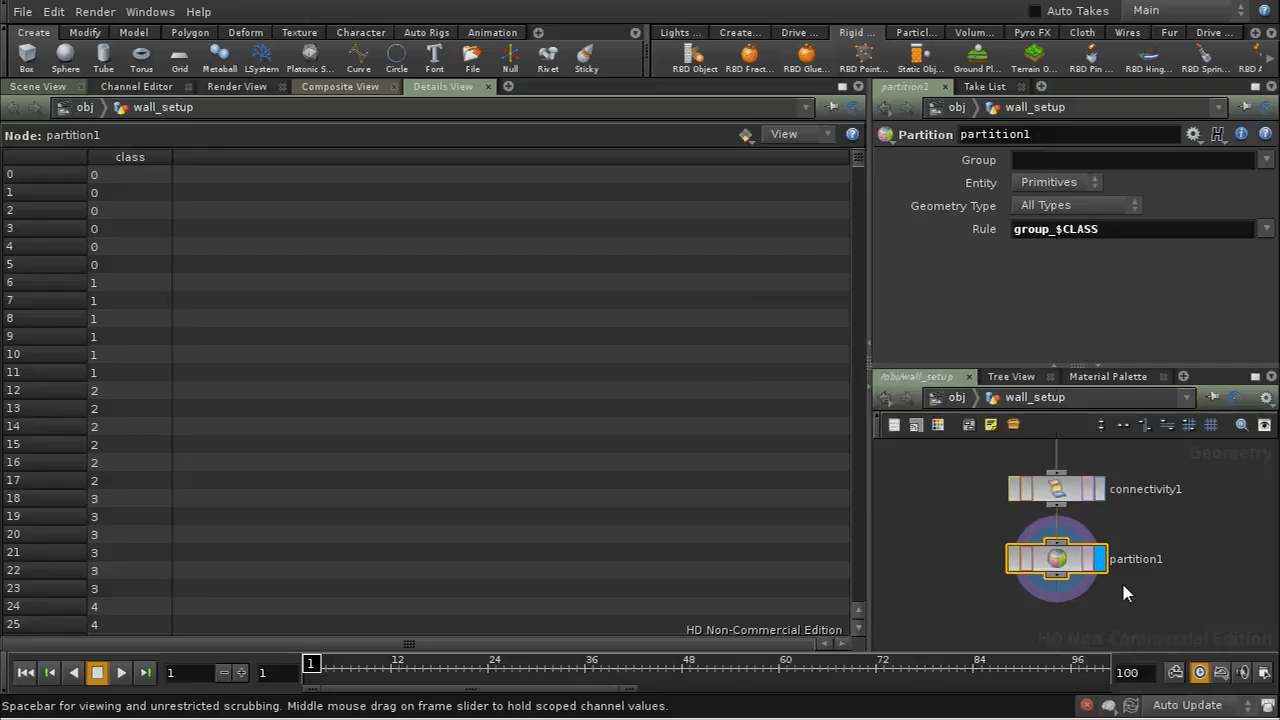 File Edit Render Windows Help Auto Takes Main
Create Modify Model Polygon Deform Texture Character Auto Rigs Animation Lights ... Create... Drive ... Rigid ... Particl... Volum... Pyro FX Cloth Wires Fur Drive ...
Box Sphere Tube Torus Grid Metaball LSystem Platonic S... Curve Circle Font File Null Rivet Sticky RBD Object RBD Fract... RBD Glue... RBD Point... Static Obj... Ground Pl... Terrain O... RBD Pin ... RBD Hing... RBD Sprin... RBD A
Scene View Channel Editor Render View Composite View Details View partition1 Take List
obj wall_setup obj wall_setup
Node: partition1 View Partition partition1
class
Group
Entity Primitives
Geometry Type All Types
Rule group_$CLASS
0 0
1 0
2 0
3 0
4 0
5 0
6 1
7 1
8 1
9 1
10 1
11 1
12 2
13 2
14 2
15 2
16 2
17 2
18 3
19 3
20 3
21 3
22 3
23 3
24 4
25 4
HD Non-Commercial Edition
/obj/wall_setup Tree View Material Palette
obj wall_setup
Geometry
connectivity1
partition1
HD Non-Commercial Edition
1 1 1 12 24 36 48 60 72 84 96 100
Spacebar for viewing and unrestricted scrubbing. Middle mouse drag on frame slider to hold scoped channel values. Auto Update